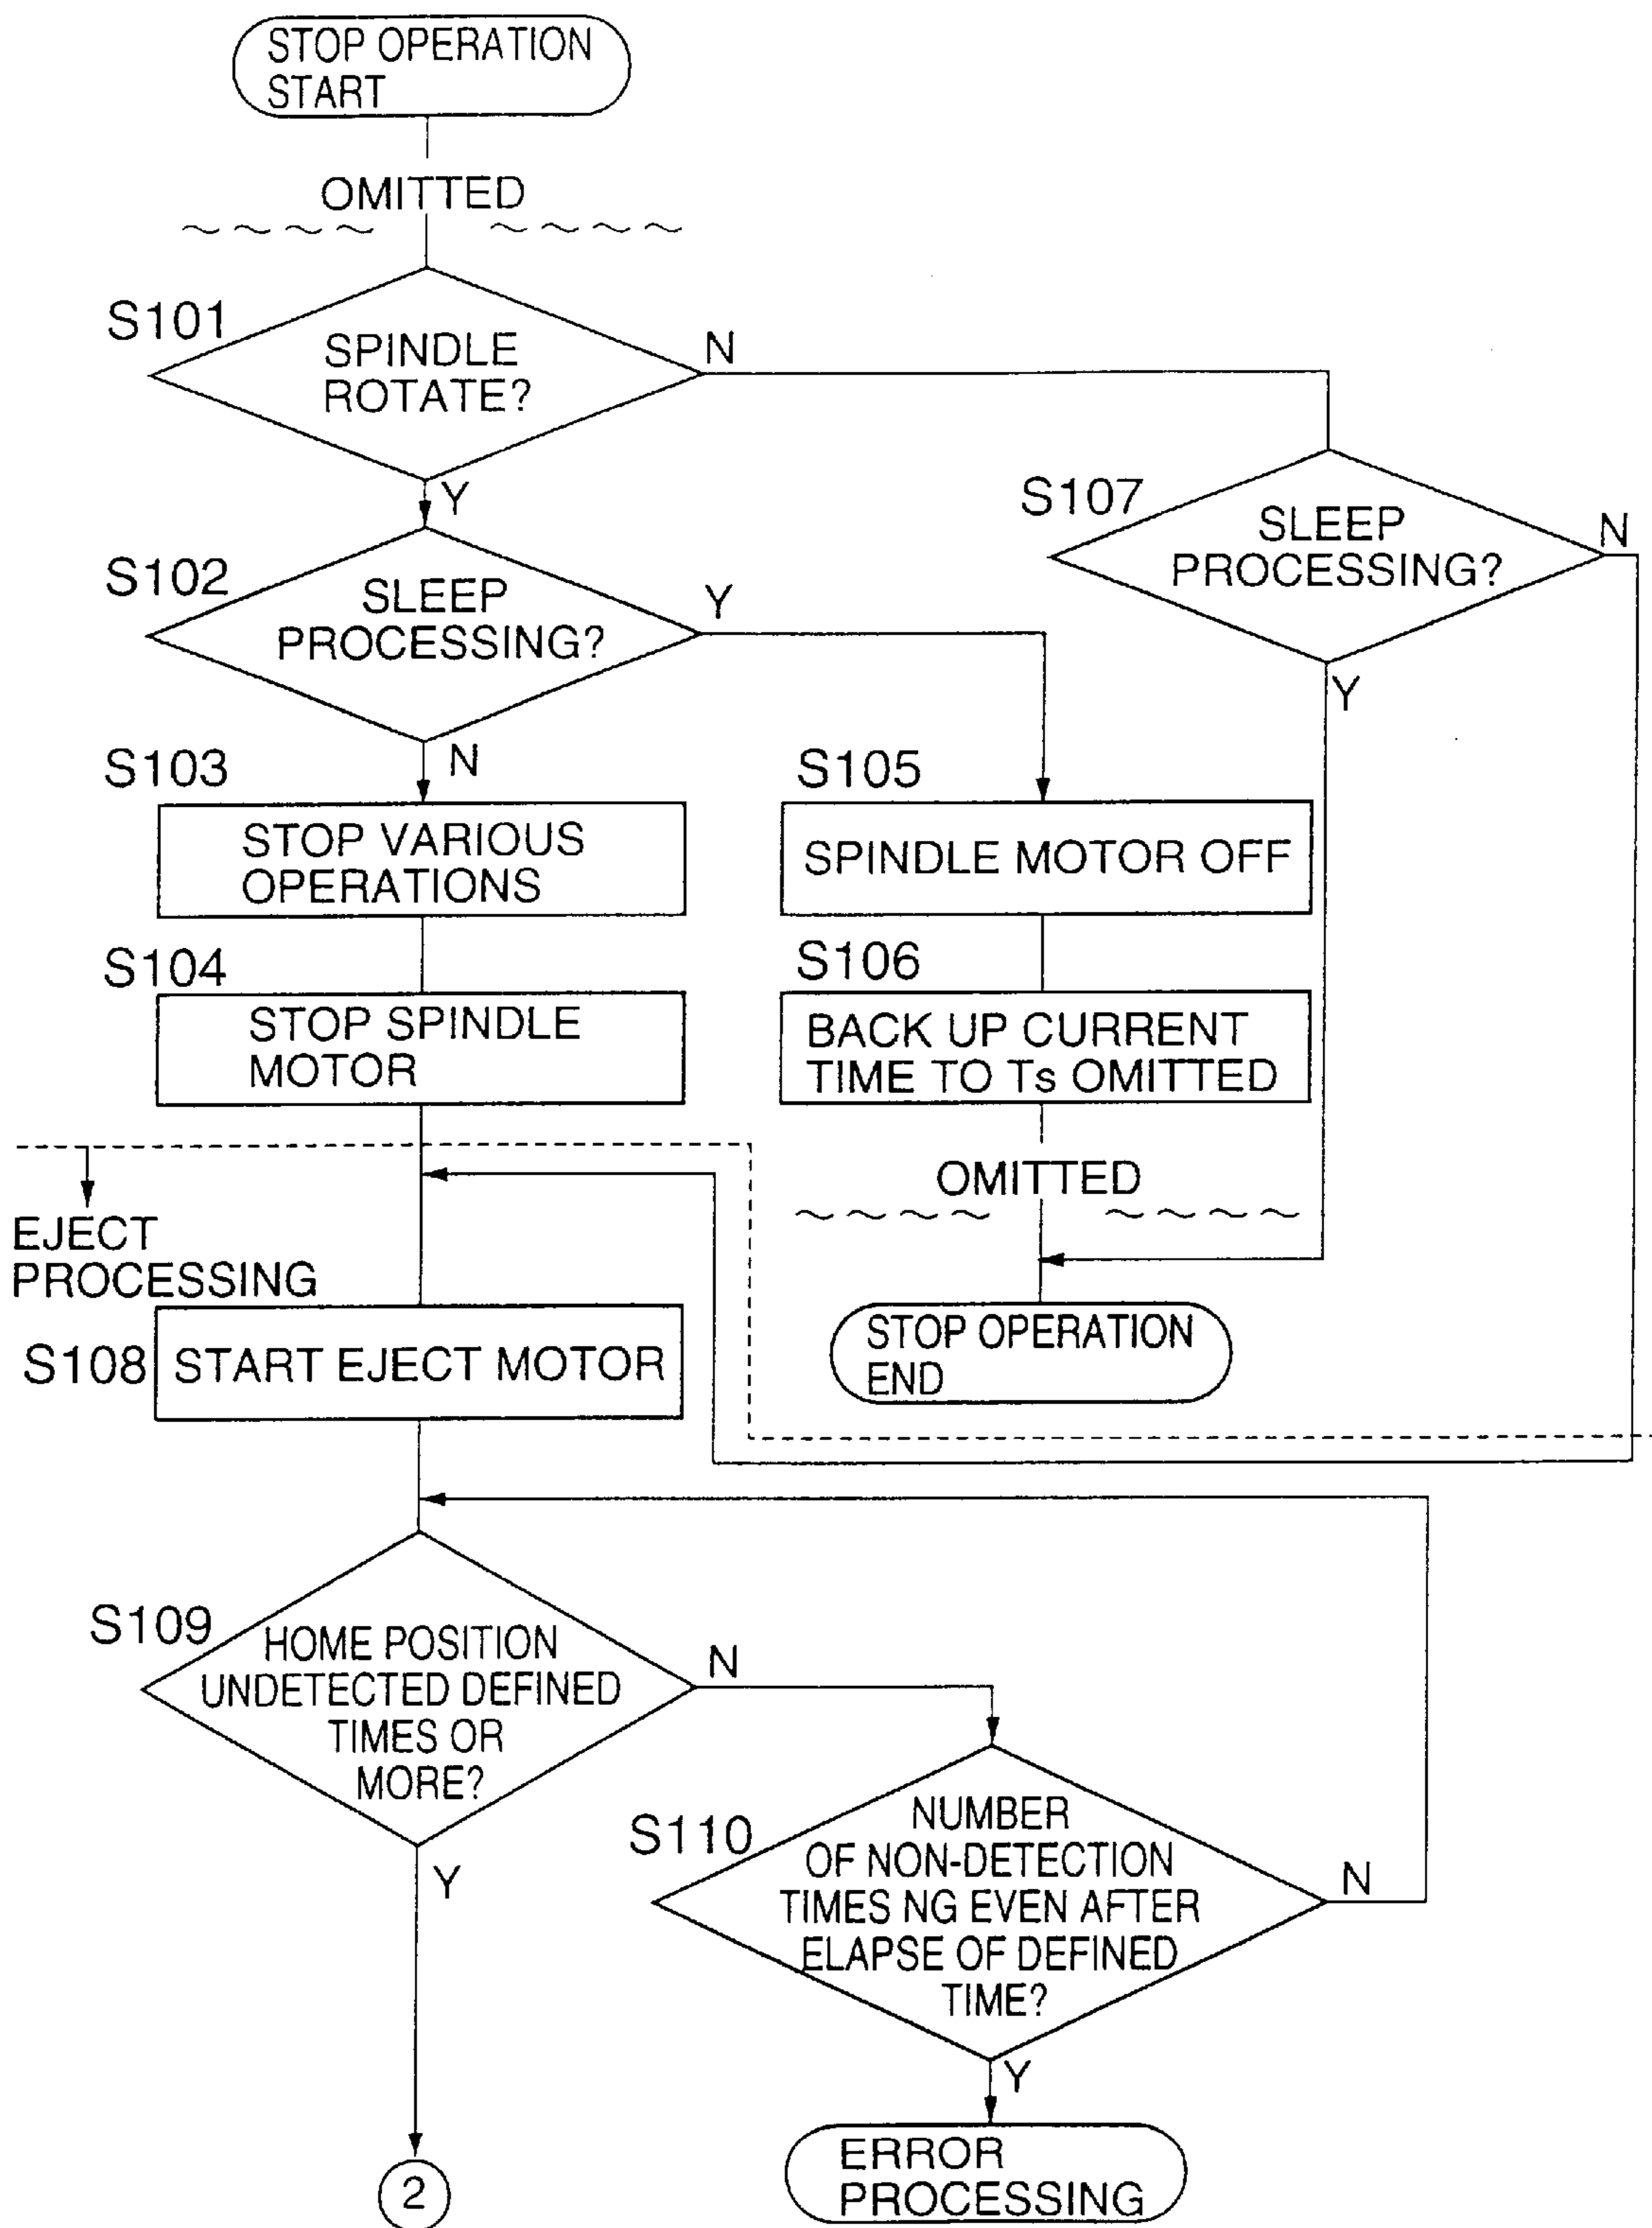 STOP OPERATION
START
OMITTED
S101
SPINDLE
ROTATE?
N
Y
S107
SLEEP
PROCESSING?
N
Y
S102
SLEEP
PROCESSING?
Y
N
S103
STOP VARIOUS
OPERATIONS
S105
SPINDLE MOTOR OFF
S104
STOP SPINDLE
MOTOR
S106
BACK UP CURRENT
TIME TO Ts OMITTED
OMITTED
EJECT
PROCESSING
STOP OPERATION
END
S108
START EJECT MOTOR
S109
HOME POSITION
UNDETECTED DEFINED
TIMES OR
MORE?
N
Y
S110
NUMBER
OF NON-DETECTION
TIMES NG EVEN AFTER
ELAPSE OF DEFINED
TIME?
N
Y
2
ERROR
PROCESSING